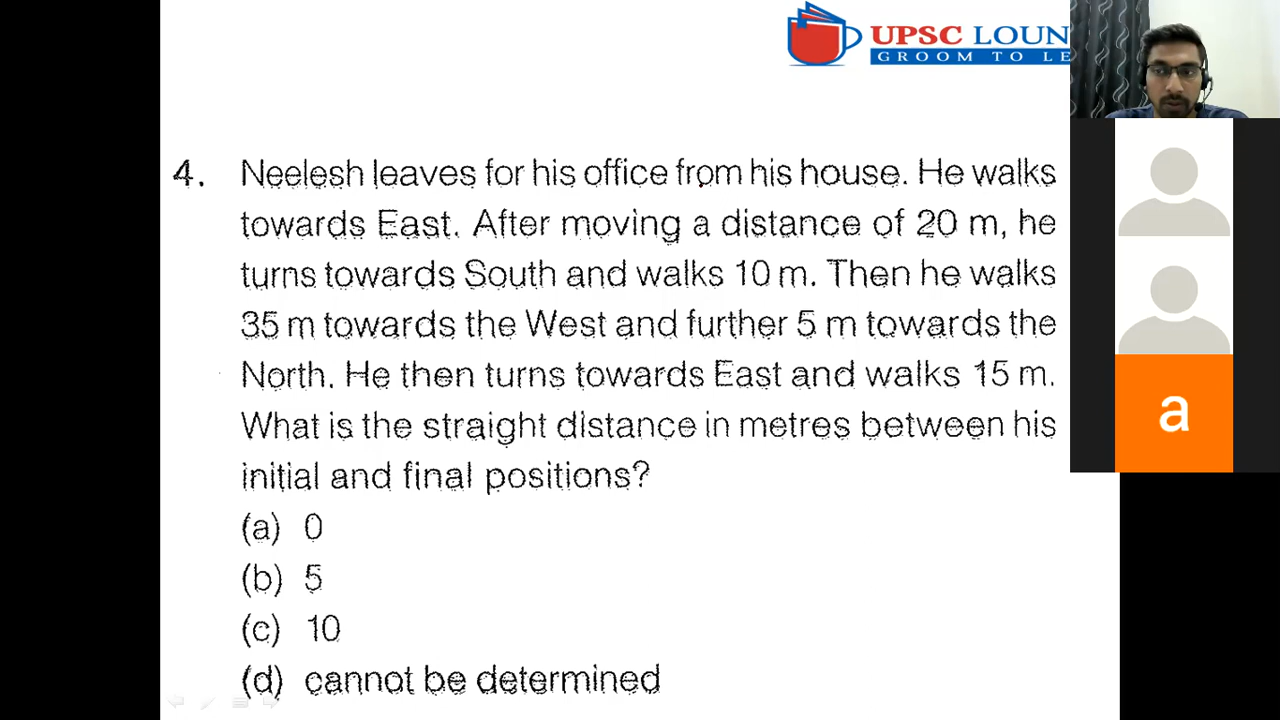 UPSC LOUN
GROOM TO LE
4. Neelesh leaves for his office from his house. He walks
towards East. After moving a distance of 20 m, he
turns towards South and walks 10 m. Then he walks
35 m towards the West and further 5 m towards the
North. He then turns towards East and walks 15 m.
What is the straight distance in metres between his
initial and final positions?
(a) 0
(b) 5
(c) 10
(d) cannot be determined
a